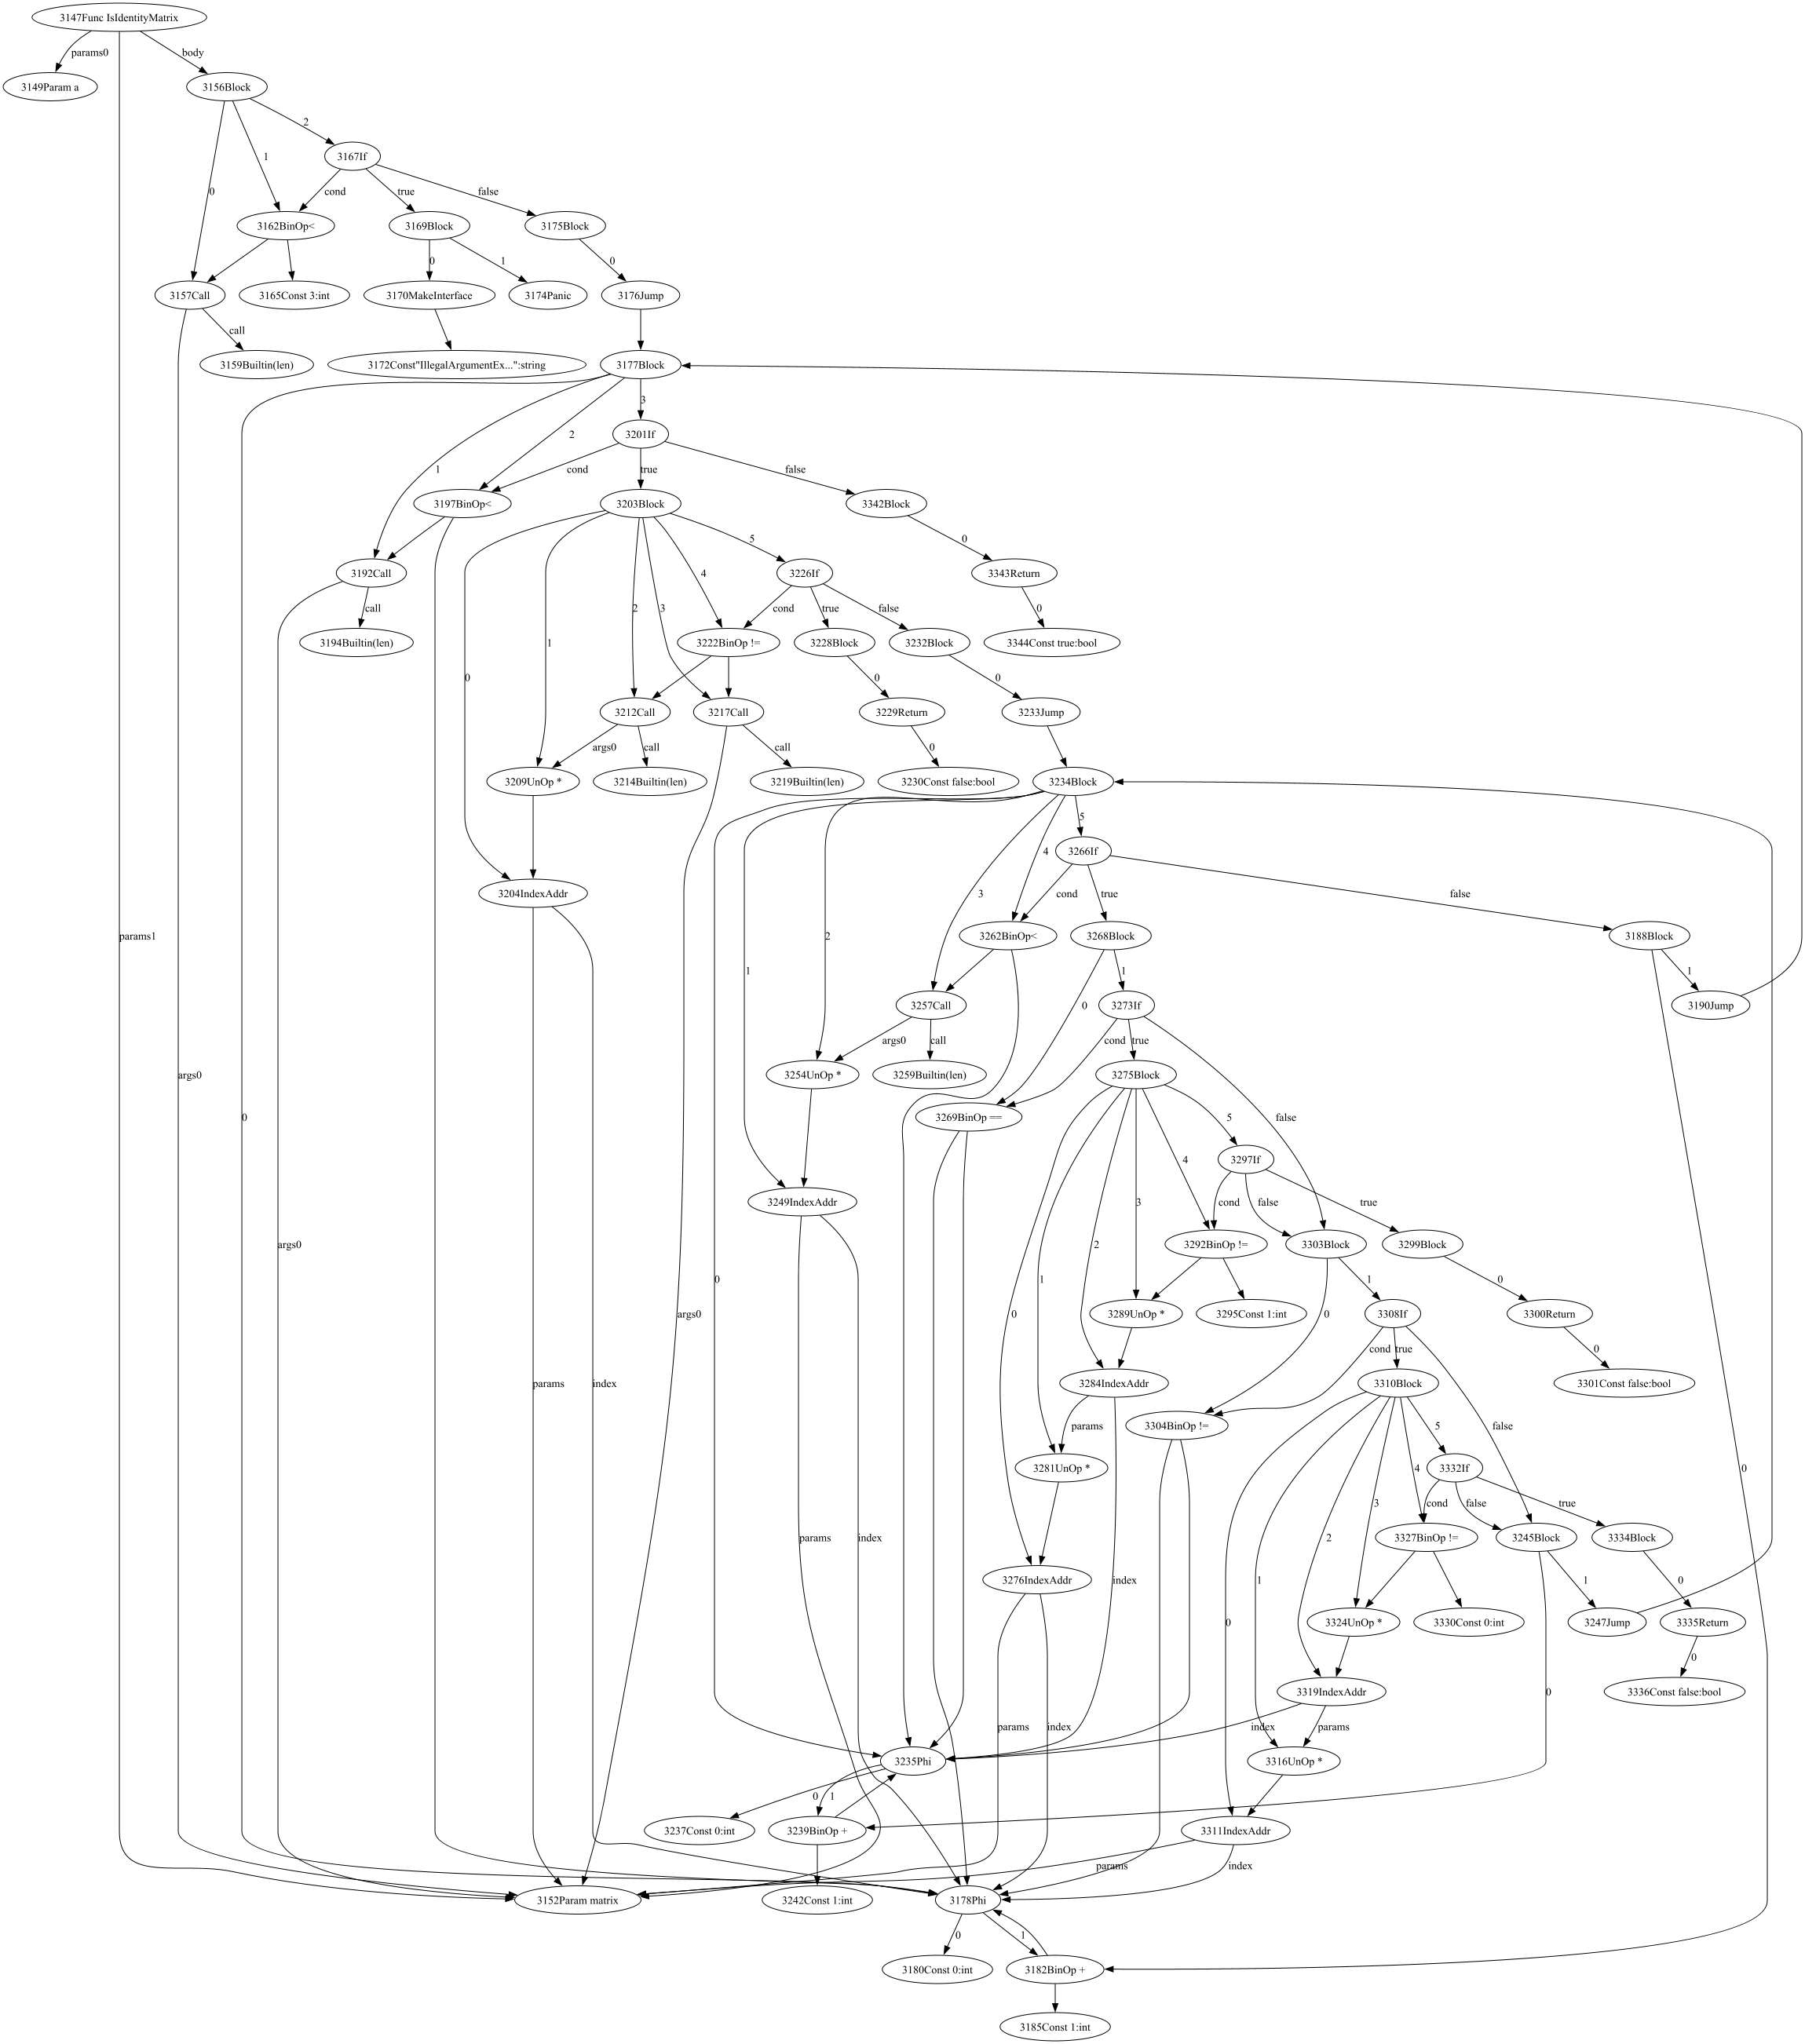 3147Func IsIdentityMatrix
params0
body
3149Param a
3156Block
2
3167If
0
1
cond
true
false
3162BinOp<
3169Block
3175Block
0
1
0
3157Call
3165Const 3:int
3170MakeInterface
3174Panic
3176Jump
call
3159Builtin(len)
3172Const"IllegalArgumentEx...":string
3177Block
3
3201If
2
1
cond
true
false
3197BinOp<
3203Block
3342Block
5
0
3192Call
3226If
3343Return
4
call
2
3
cond
true
false
0
3194Builtin(len)
3222BinOp !=
3228Block
3232Block
3344Const true:bool
1
0
0
0
3212Call
3217Call
3229Return
3233Jump
args0
call
call
0
3209UnOp *
3214Builtin(len)
3219Builtin(len)
3230Const false:bool
3234Block
5
3266If
4
3204IndexAddr
3
cond
true
false
params1
2
3262BinOp<
3268Block
3188Block
1
1
1
3257Call
3273If
3190Jump
0
args0
call
cond
true
args0
3254UnOp *
3259Builtin(len)
3275Block
0
3269BinOp ==
5
false
4
3297If
3249IndexAddr
3
cond
false
true
args0
2
3292BinOp !=
3303Block
3299Block
0
1
1
0
0
args0
3289UnOp *
3295Const 1:int
3308If
3300Return
0
cond
true
0
params
index
3284IndexAddr
3310Block
3301Const false:bool
params
3304BinOp !=
5
false
3281UnOp *
3332If
0
4
3
cond
false
true
params
index
2
3327BinOp !=
3245Block
3334Block
index
1
1
0
3276IndexAddr
0
3324UnOp *
3330Const 0:int
3247Jump
3335Return
0
3319IndexAddr
0
3336Const false:bool
params
index
index
params
3235Phi
3316UnOp *
0
1
3237Const 0:int
3239BinOp +
3311IndexAddr
params
index
3152Param matrix
3242Const 1:int
3178Phi
0
1
3180Const 0:int
3182BinOp +
3185Const 1:int